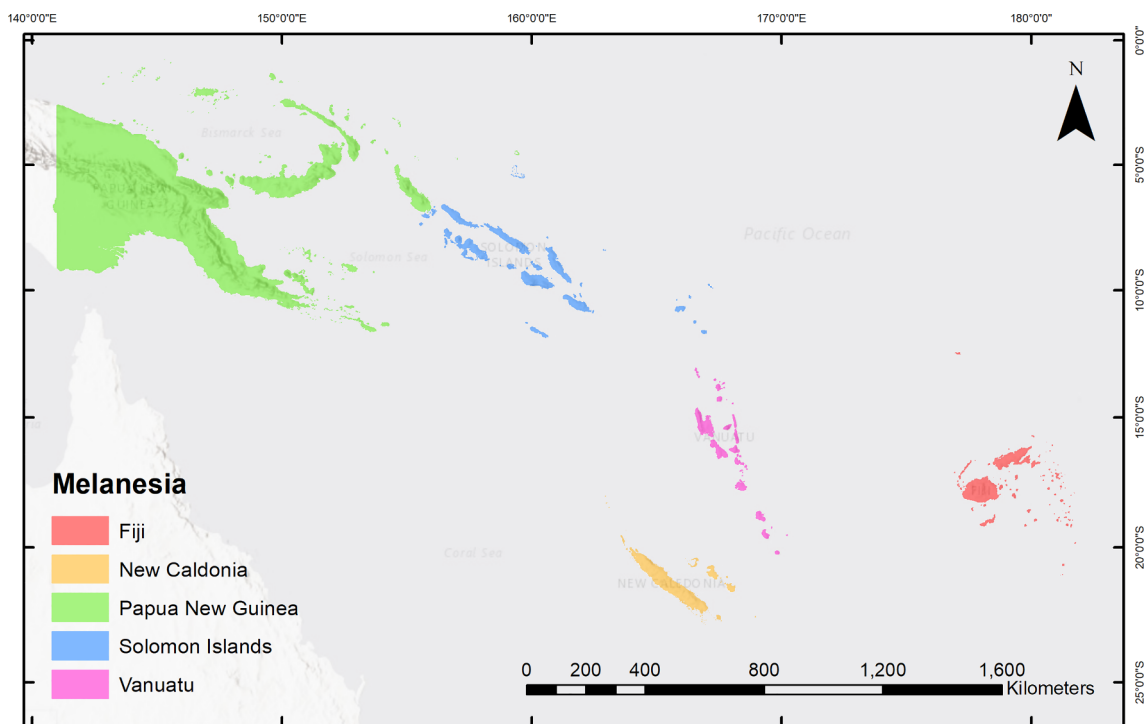 140°0'0"E 150°0'0"E 160°0'0"E 170°0'0"E 180°0'0"
0°0'0"
N
Bismarck Sea
5°0'0"S
PAPUA NEW
GUINEA
Pacific Ocean
Solomon Sea
SOLOMON
ISLANDS
10°0'0"S
15°0'0"S
VANUATU
Melanesia
Fiji
20°0'0"S
Coral Sea
New Caldonia
NEW CALEDONIA
Papua New Guinea
Solomon Islands
0 200 400 800 1,200 1,600
Kilometers
Vanuatu
25°0'0"S